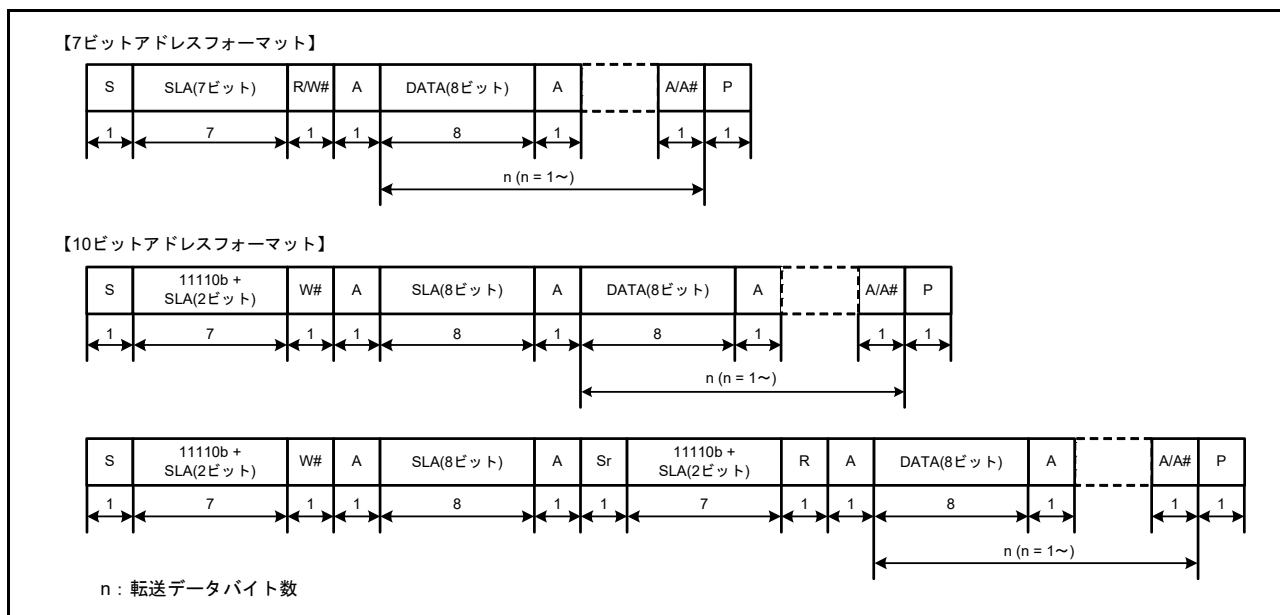 【7ビットアドレスフォーマット】
S SLA(7ビット) R/W# A DATA(8ビット) A A/A# P
1 7 1 1 8 1 1 1
n (n = 1～)
【10ビットアドレスフォーマット】
S 11110b + SLA(2ビット) W# A SLA(8ビット) A DATA(8ビット) A A/A# P
1 7 1 1 8 1 8 1 1 1
n (n = 1～)
S 11110b + SLA(2ビット) W# A SLA(8ビット) A Sr 11110b + SLA(2ビット) R A DATA(8ビット) A A/A# P
1 7 1 1 8 1 1 7 1 1 8 1 1 1
n (n = 1～)
n : 転送データバイト数